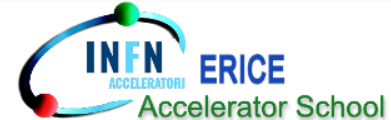 INFN
ACCELERATORI
ERICE
Accelerator School